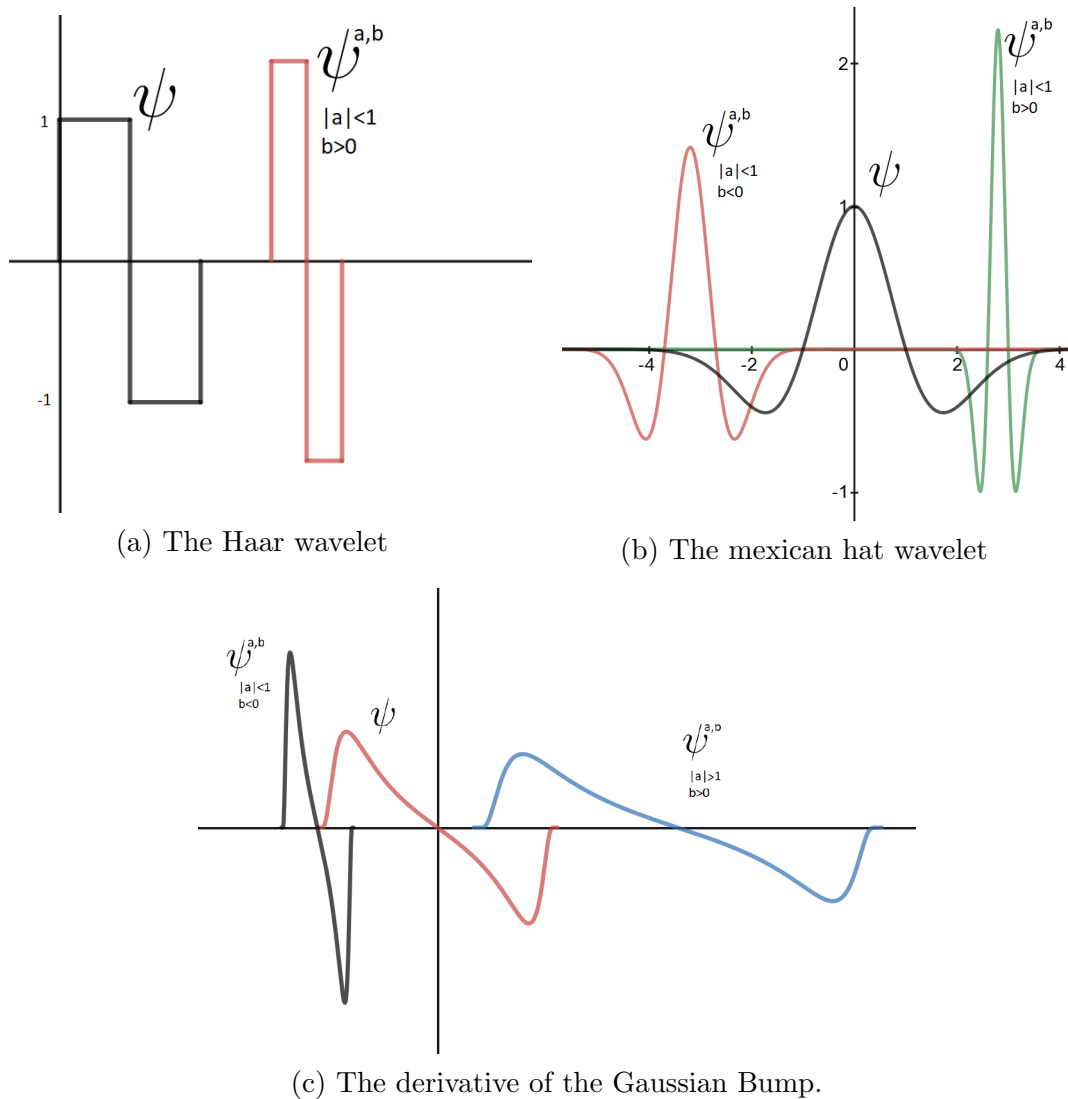 ψ
ψ^a,b
|a|<1
b>0
1
-1
(a) The Haar wavelet
ψ^a,b
|a|<1
b>0
ψ^a,b
|a|<1
b<0
ψ
2
1
-4
-2
0
2
4
-1
(b) The mexican hat wavelet
ψ^a,b
|a|<1
b<0
ψ
ψ^a,b
|a|>1
b>0
(c) The derivative of the Gaussian Bump.